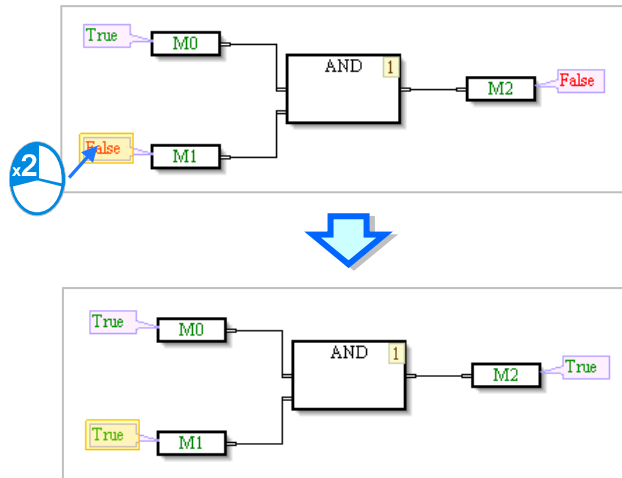 True
M0
AND 1
M2
False
False
M1
x2
True
M0
AND 1
M2
True
True
M1